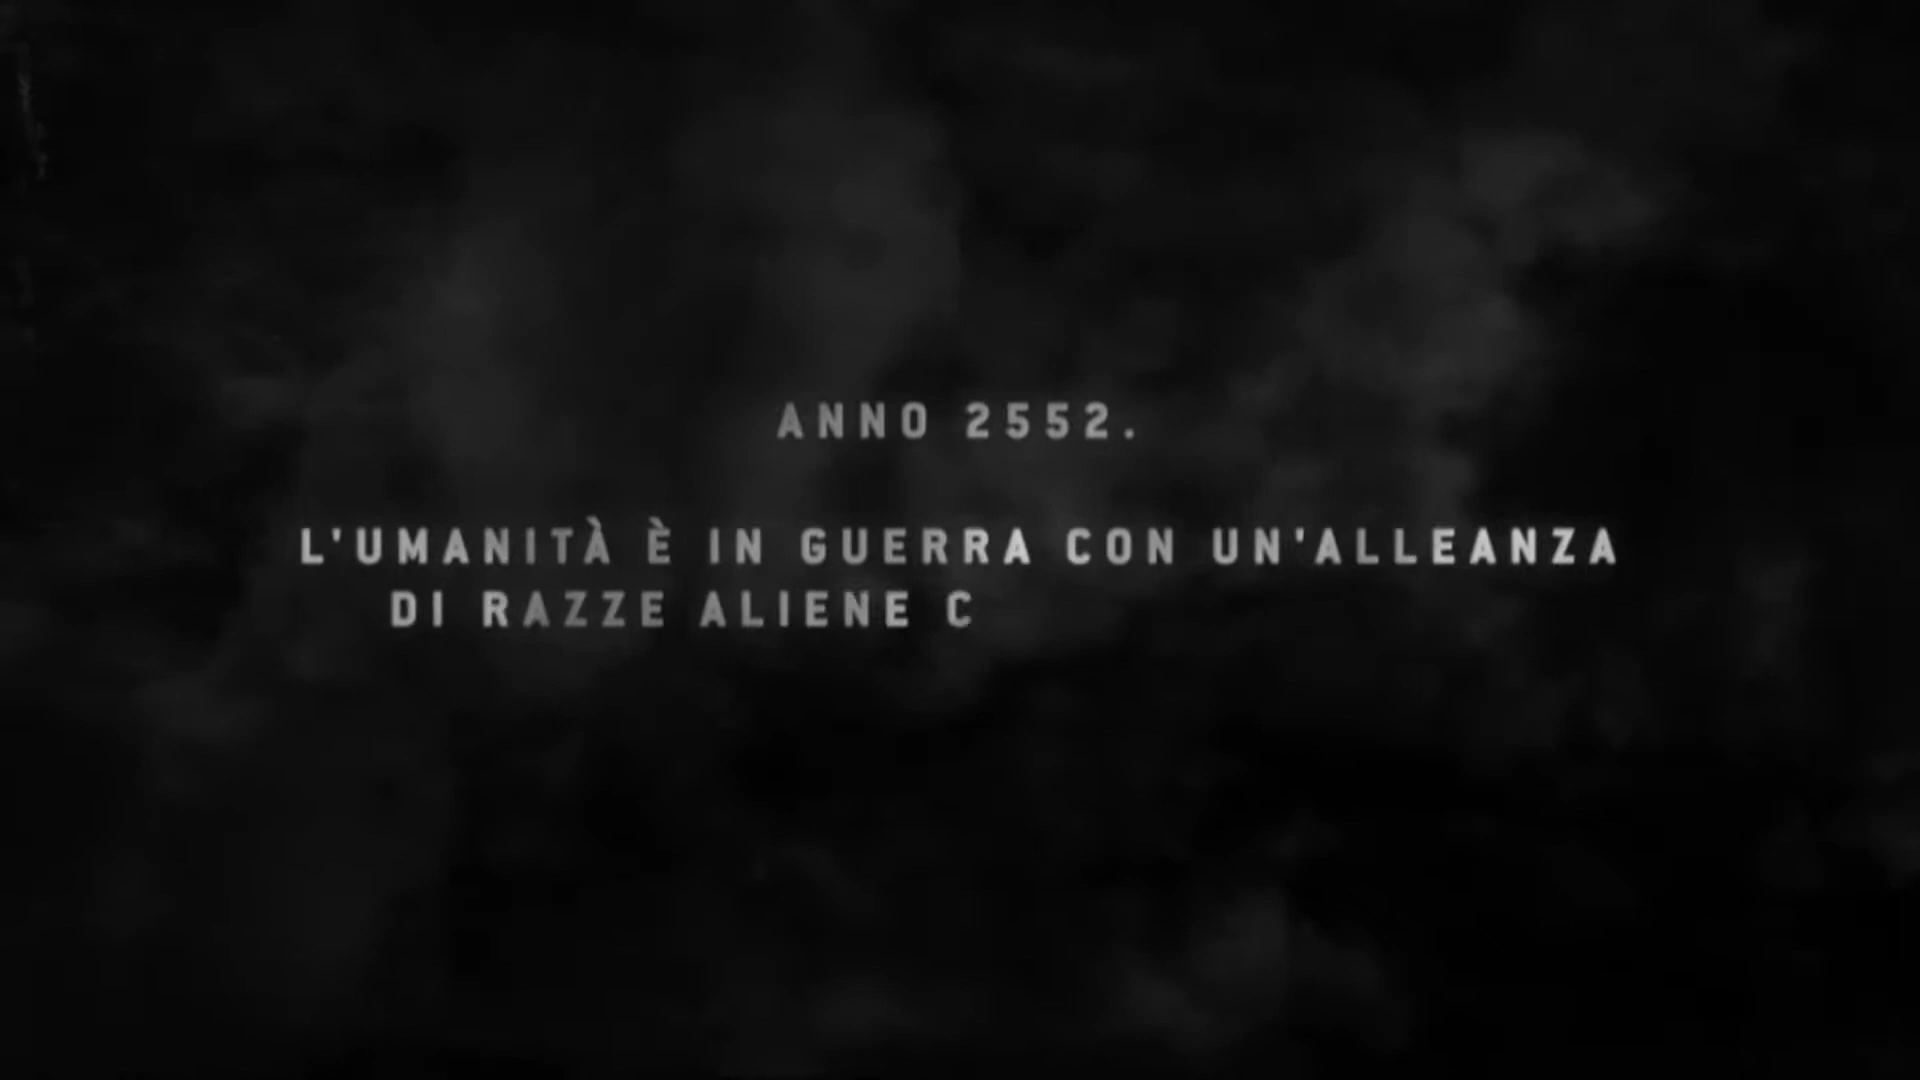 ANNO 2552.
L'UMANITÀ È IN GUERRA CON UN'ALLEANZA
DI RAZZE ALIENE C